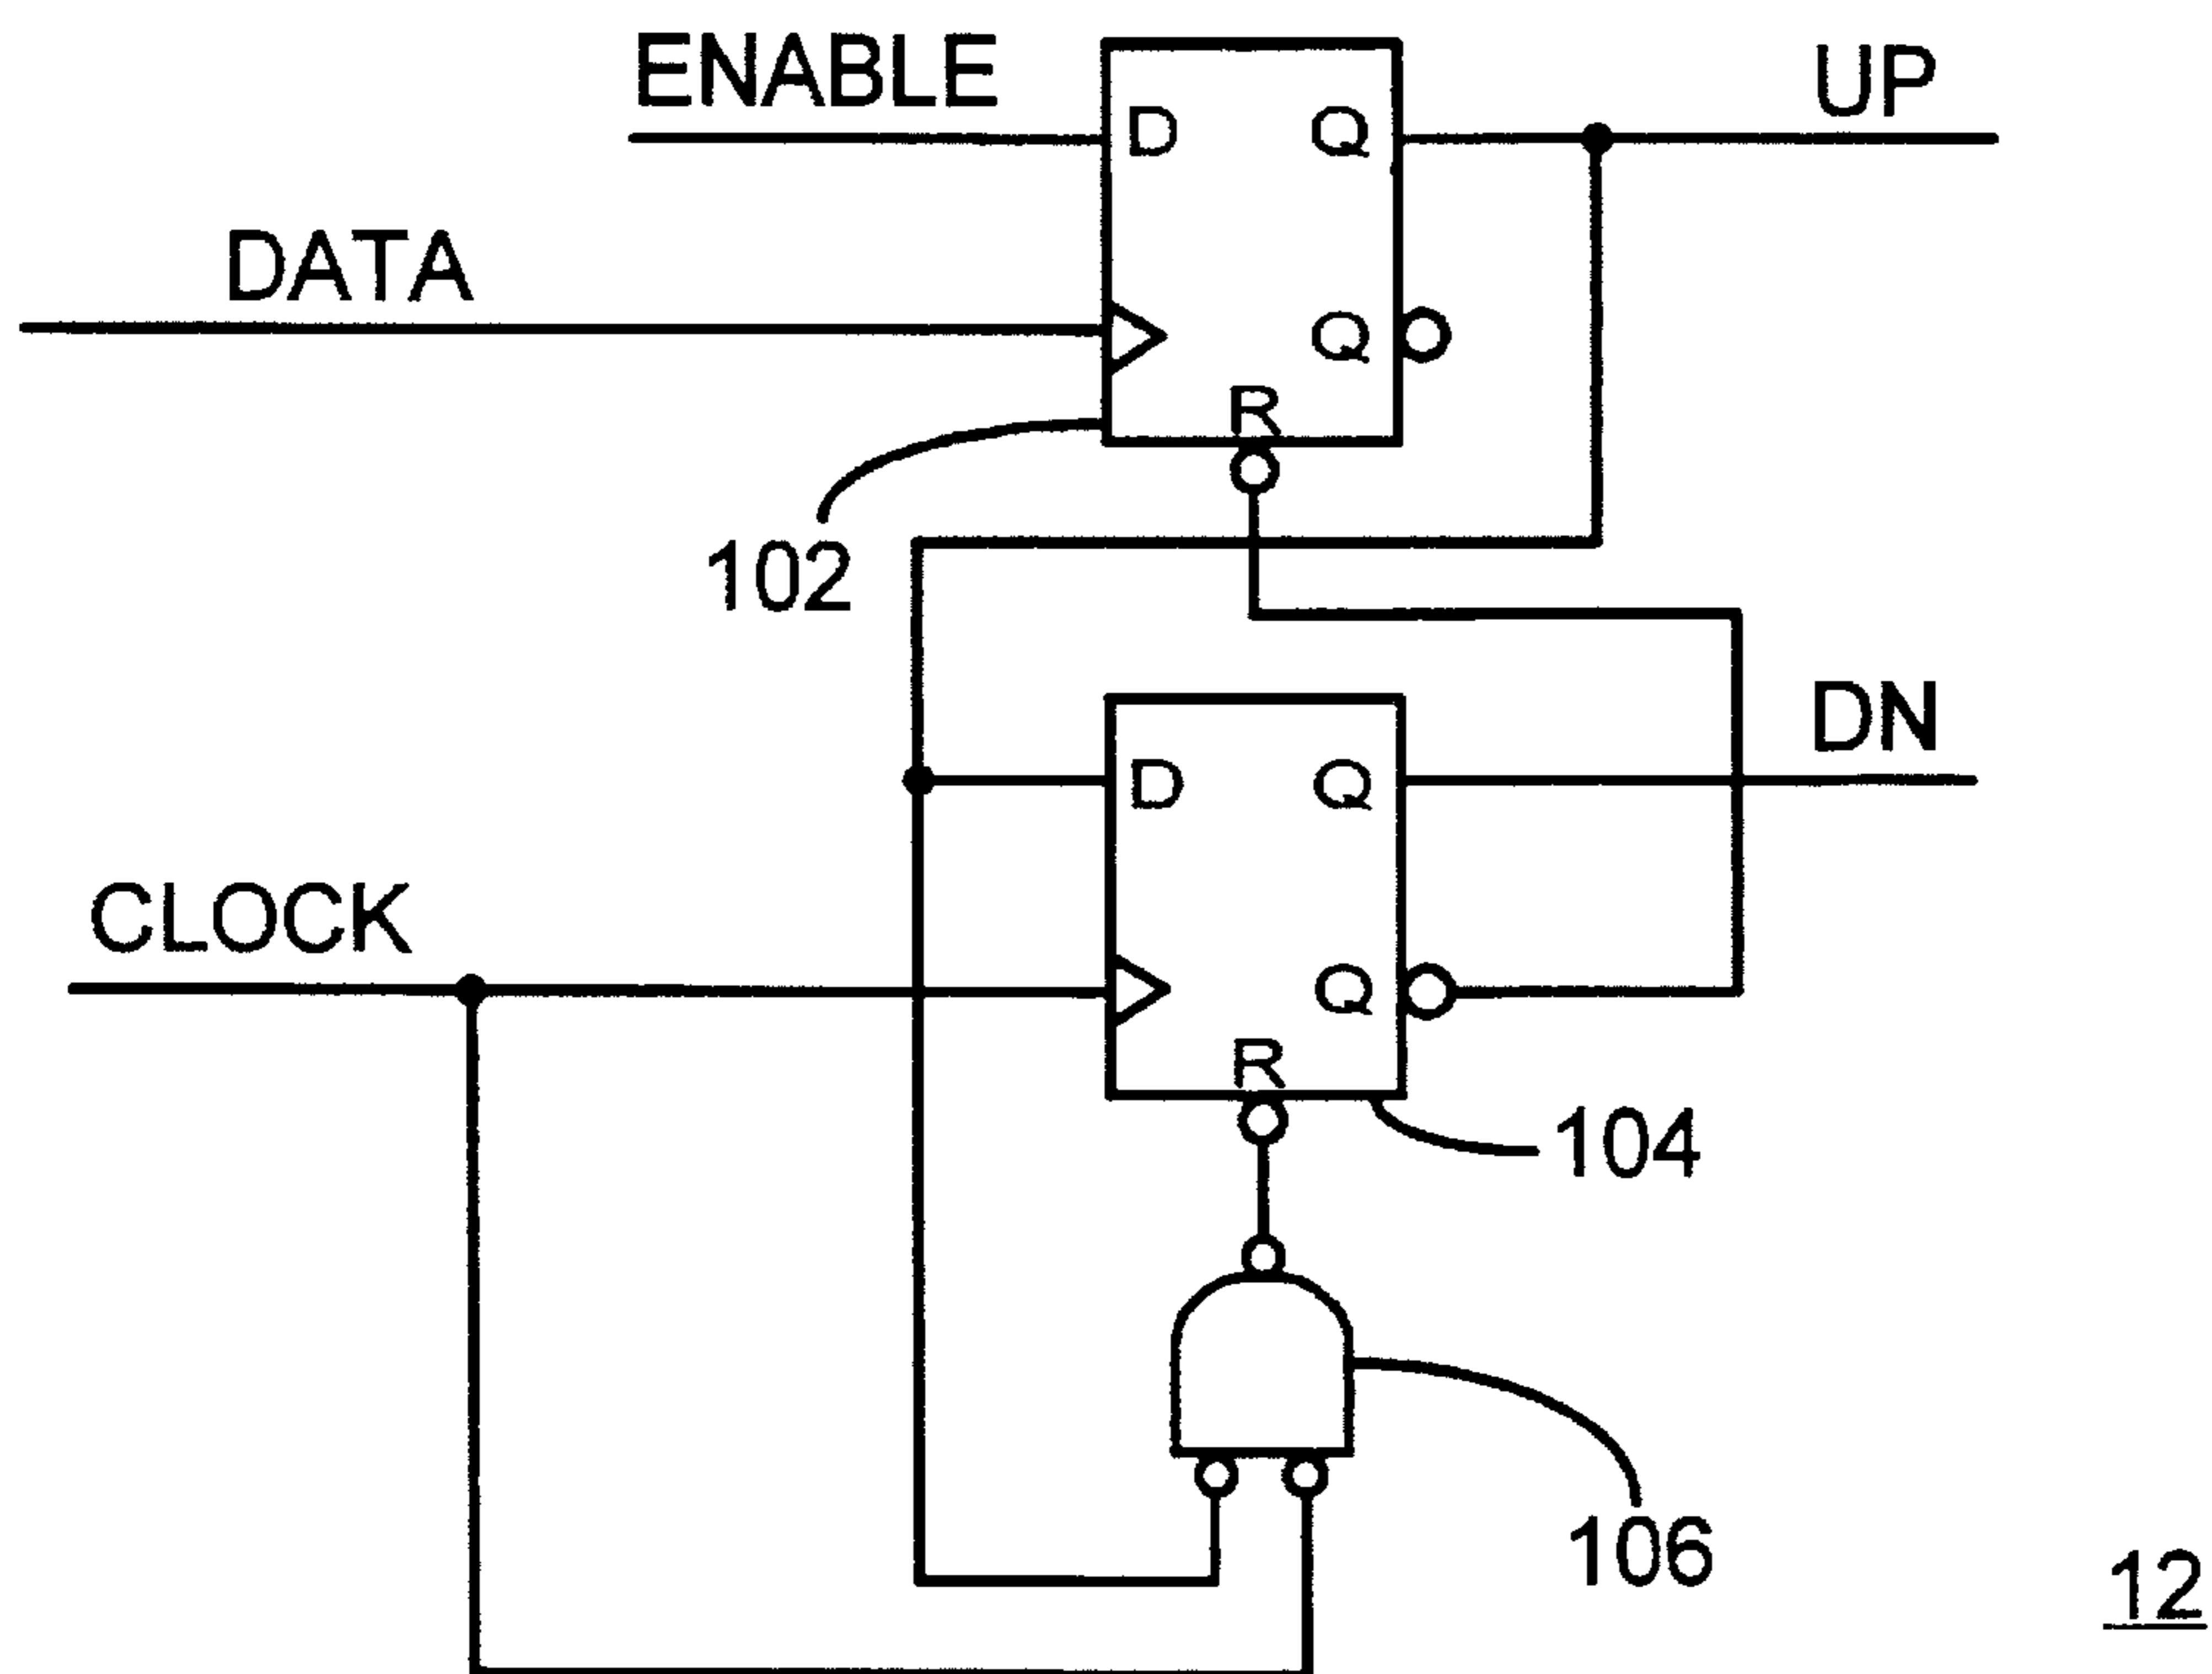 ENABLE
UP
D Q
DATA
Q
R
102
DN
D Q
CLOCK
Q
R
104
106
12